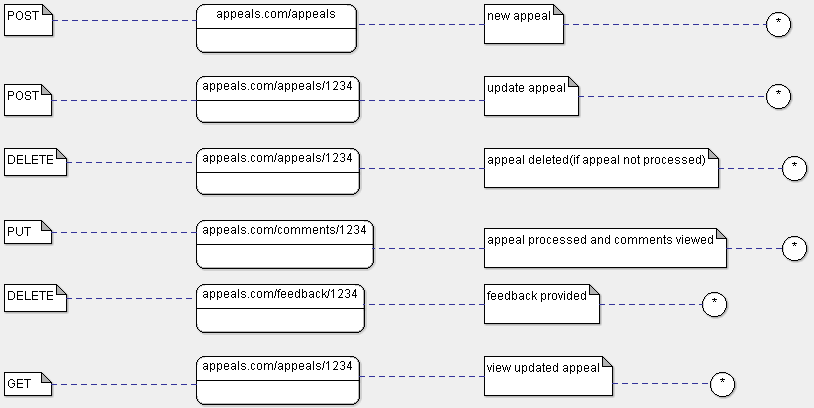 POST appeals.com/appeals new appeal *
POST appeals.com/appeals/1234 update appeal *
DELETE appeals.com/appeals/1234 appeal deleted(if appeal not processed) *
PUT appeals.com/comments/1234 appeal processed and comments viewed *
DELETE appeals.com/feedback/1234 feedback provided *
GET appeals.com/appeals/1234 view updated appeal *